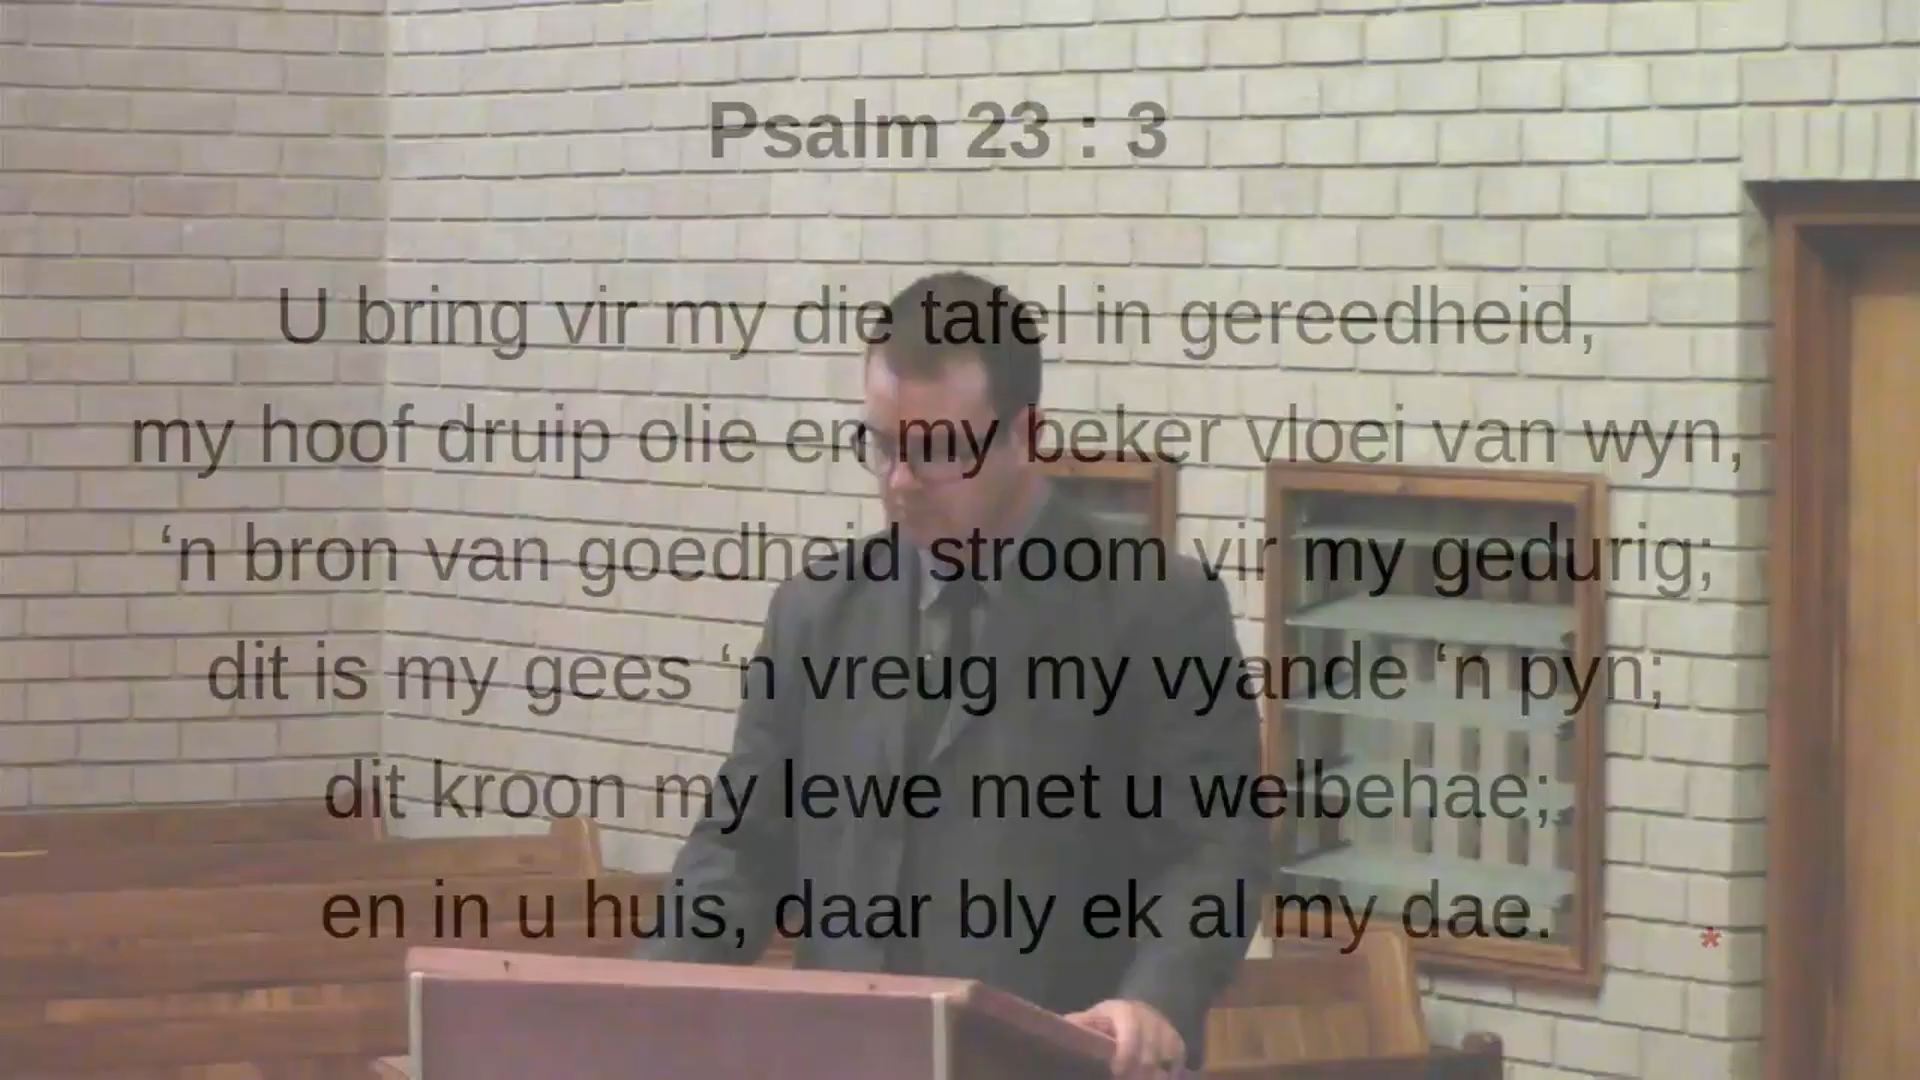 Psalm 23 : 3
U bring vir my die tafel in gereedheid,
my hoof druip olie en my beker vloei van wyn,
‘n bron van goedheid stroom vir my gedurig;
dit is my gees ‘n vreug my vyande ‘n pyn;
dit kroon my lewe met u welbehae;
en in u huis, daar bly ek al my dae.
*